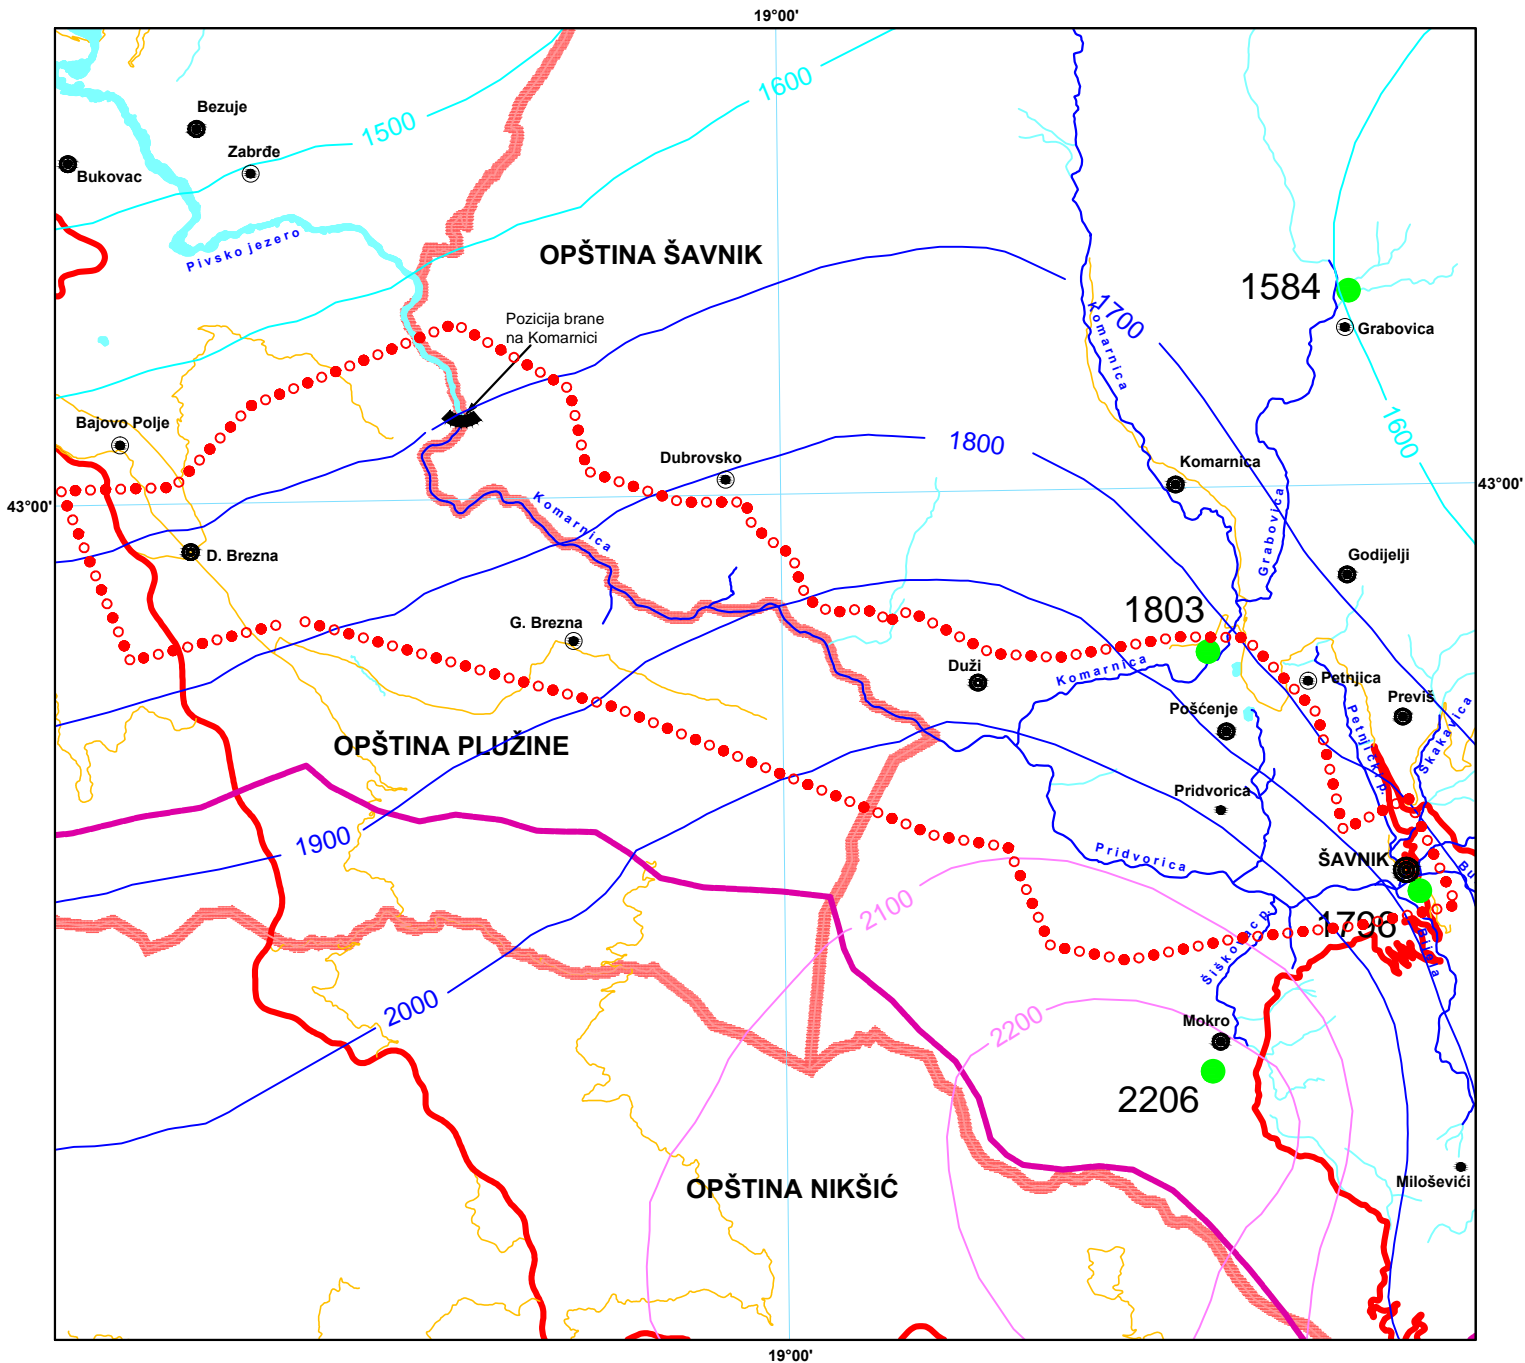 19°00'
1600
1500
Bezuje
Zabrđe
Bukovac
Pivsko jezero
OPŠTINA ŠAVNIK
1584
Grabovica
1700
Komarnica
Pozicija brane
na Komarnici
Bajovo Polje
1800
1600
Dubrovsko
Komarnica
43°00'
43°00'
Komarnica
Grabovica
D. Brezna
Godijelji
1803
G. Brezna
Duži
Komarnica
Petnjica
Previš
Pošćenje
Petnjička r.
Skakavica
OPŠTINA PLUŽINE
Pridvorica
1900
Pridvorica
ŠAVNIK
Bu
2100
1796
Bijela
2000
2200
Mokro
2206
OPŠTINA NIKŠIĆ
Miloševići
19°00'